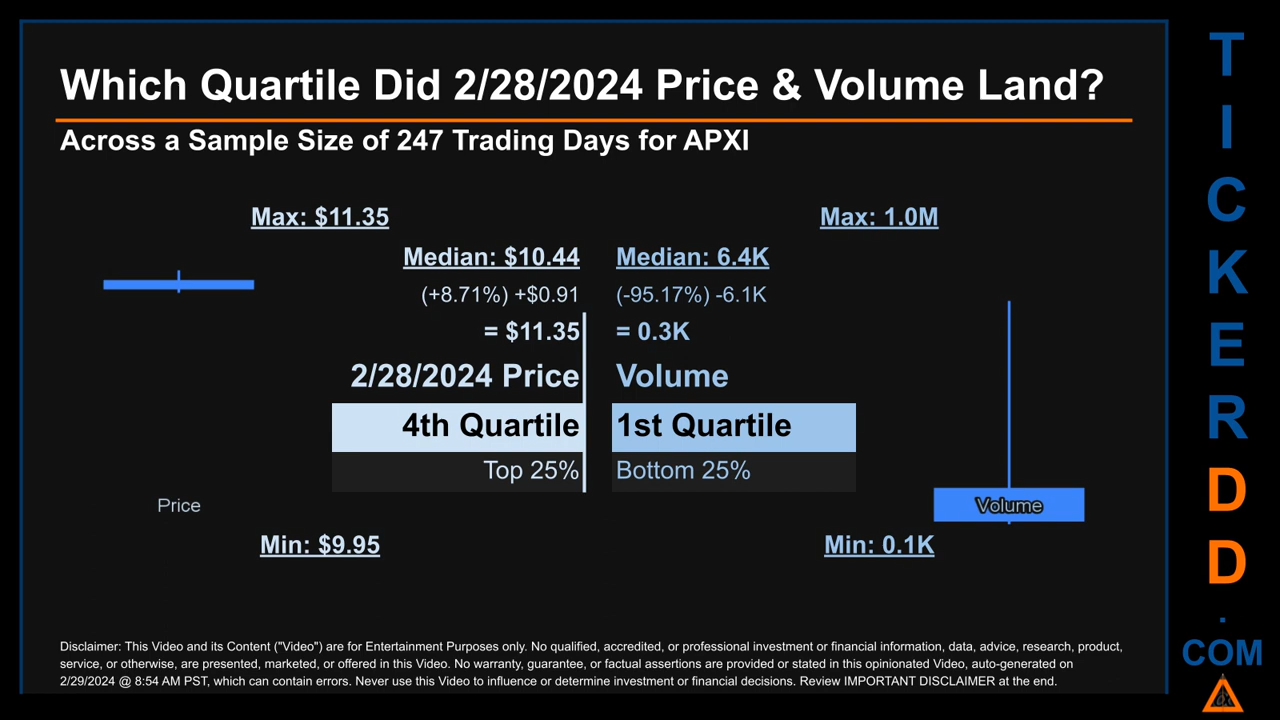 Which Quartile Did 2/28/2024 Price & Volume Land?
Across a Sample Size of 247 Trading Days for APXI
Max: $11.35
Median: $10.44
(+8.71%) +$0.91
= $11.35
2/28/2024 Price
4th Quartile
Top 25%
Price
Min: $9.95
Max: 1.0M
Median: 6.4K
(-95.17%) -6.1K
= 0.3K
Volume
1st Quartile
Bottom 25%
Volume
Min: 0.1K
Disclaimer: This Video and its Content ("Video") are for Entertainment Purposes only. No qualified, accredited, or professional investment or financial information, data, advice, research, product,
service, or otherwise, are presented, marketed, or offered in this Video. No warranty, guarantee, or factual assertions are provided or stated in this opinionated Video, auto-generated on
2/29/2024 @ 8:54 AM PST, which can contain errors. Never use this Video to influence or determine investment or financial decisions. Review IMPORTANT DISCLAIMER at the end.
T
I
C
K
E
R
D
D
.
COM